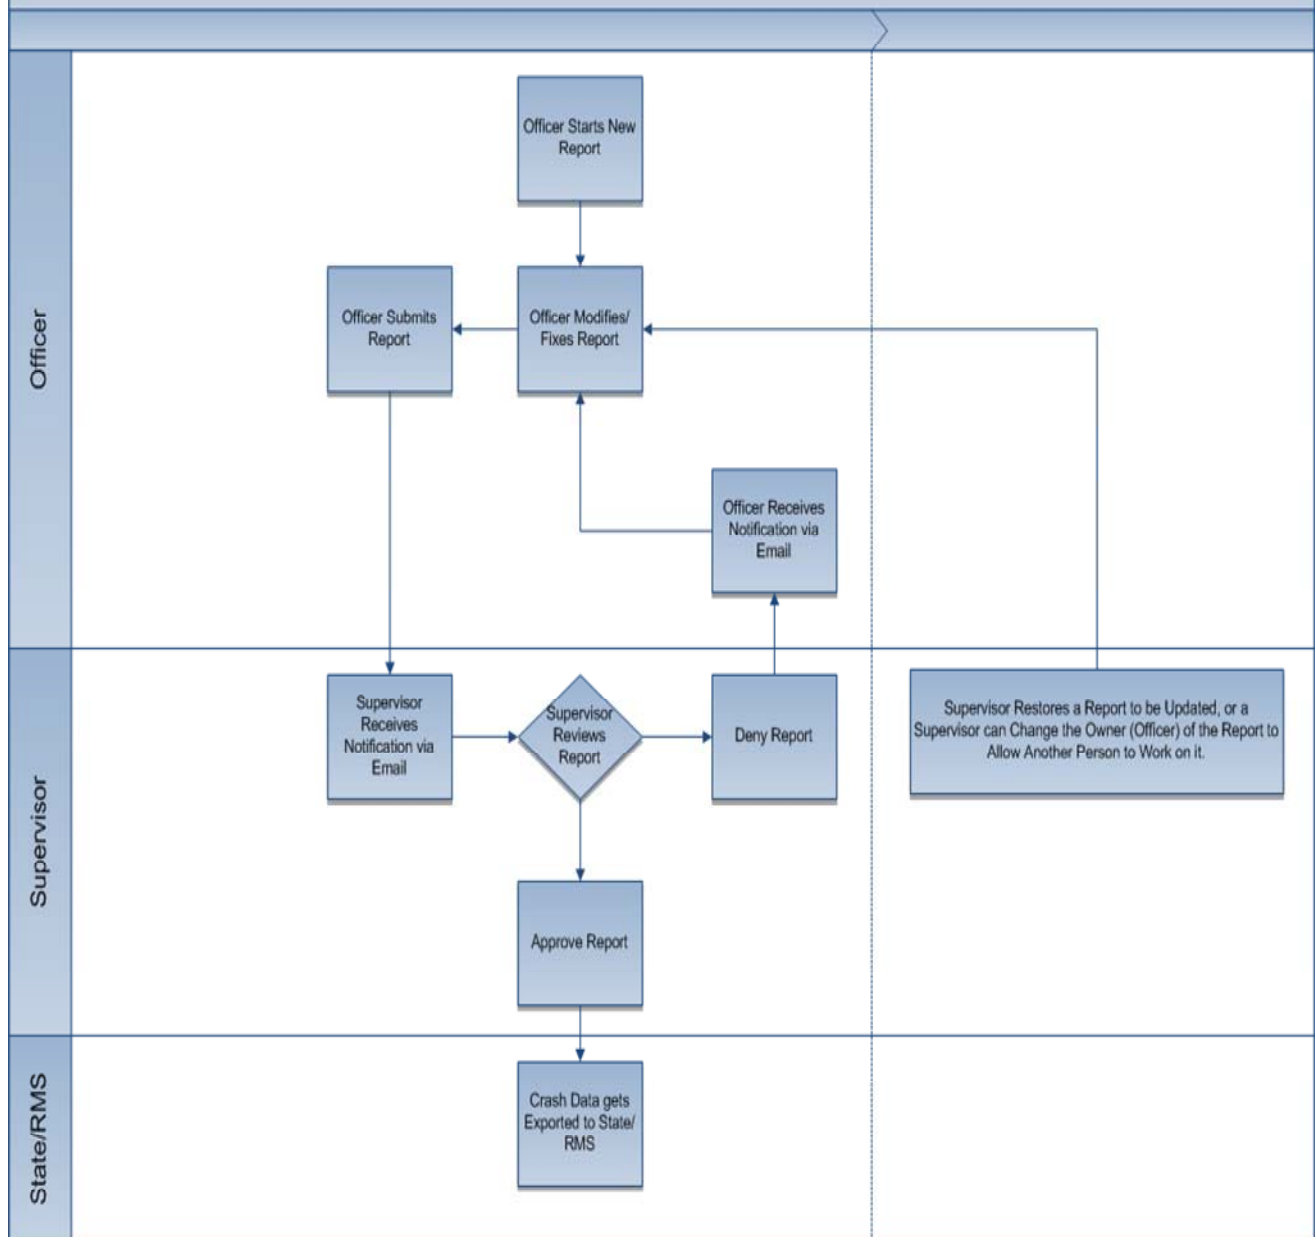 Officer
Officer Starts New
Report
Officer Submits
Report
Officer Modifies/
Fixes Report
Officer Receives
Notification via
Email
Supervisor
Supervisor
Receives
Notification via
Email
Supervisor
Reviews
Report
Deny Report
Supervisor Restores a Report to be Updated, or a
Supervisor can Change the Owner (Officer) of the Report to
Allow Another Person to Work on it.
Approve Report
State/RMS
Crash Data gets
Exported to State/
RMS